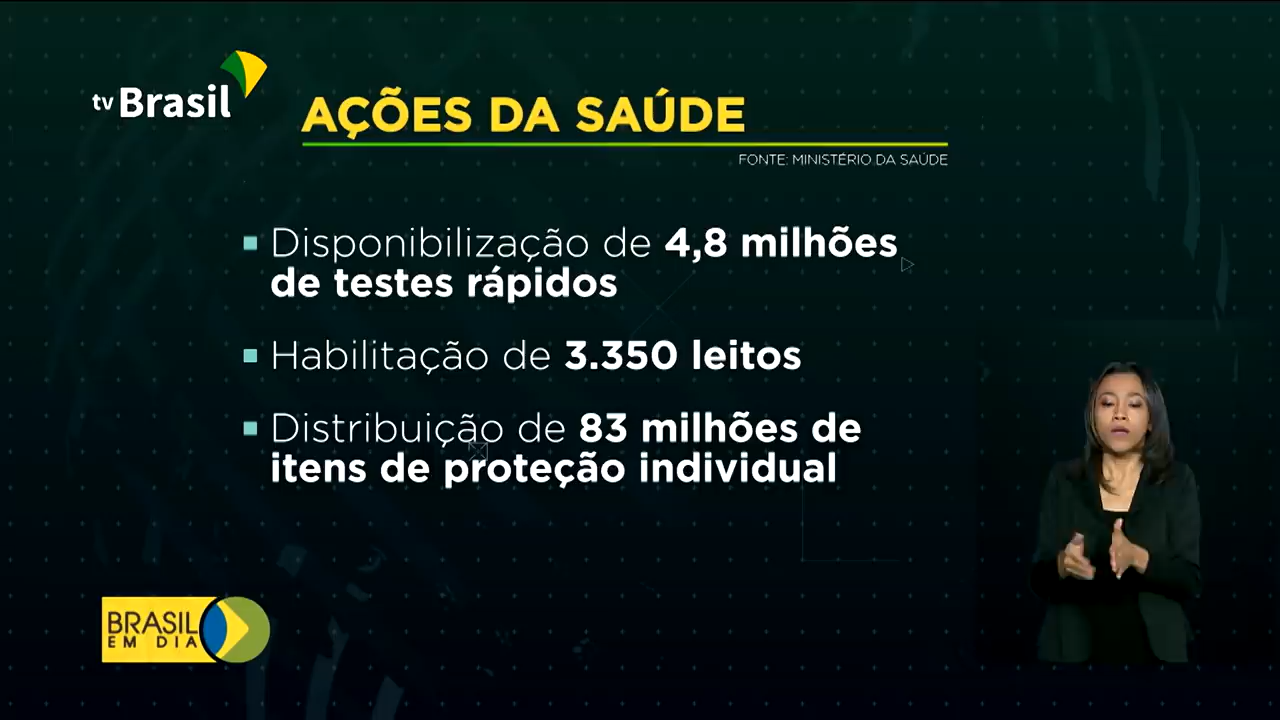 tv Brasil
AÇÕES DA SAÚDE
FONTE: MINISTÉRIO DA SAÚDE
Disponibilização de 4,8 milhões
de testes rápidos
Habilitação de 3.350 leitos
Distribuição de 83 milhões de
itens de proteção individual
BRASIL
EM DIA